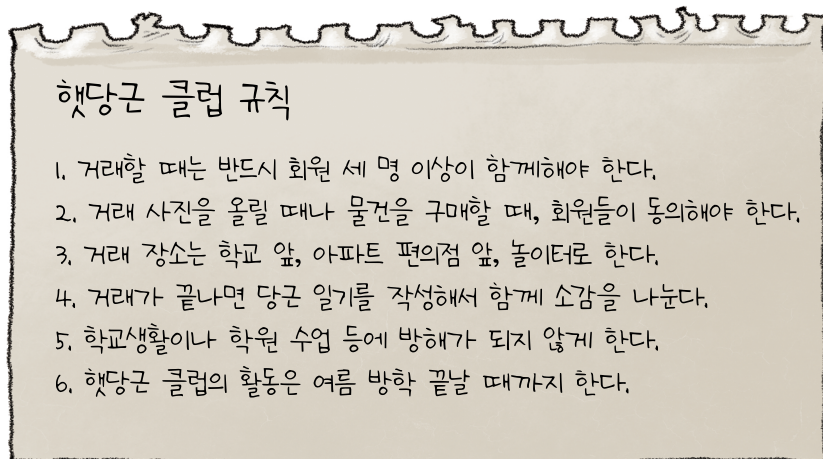 햇당근 클럽 규칙
1. 거래할 때는 반드시 회원 세 명 이상이 함께해야 한다.
2. 거래 사진을 올릴 때나 물건을 구매할 때, 회원들이 동의해야 한다.
3. 거래 장소는 학교 앞, 아파트 편의점 앞, 놀이터로 한다.
4. 거래가 끝나면 당근 일기를 작성해서 함께 소감을 나눈다.
5. 학교생활이나 학원 수업 등에 방해가 되지 않게 한다.
6. 햇당근 클럽의 활동은 여름 방학 끝날 때까지 한다.